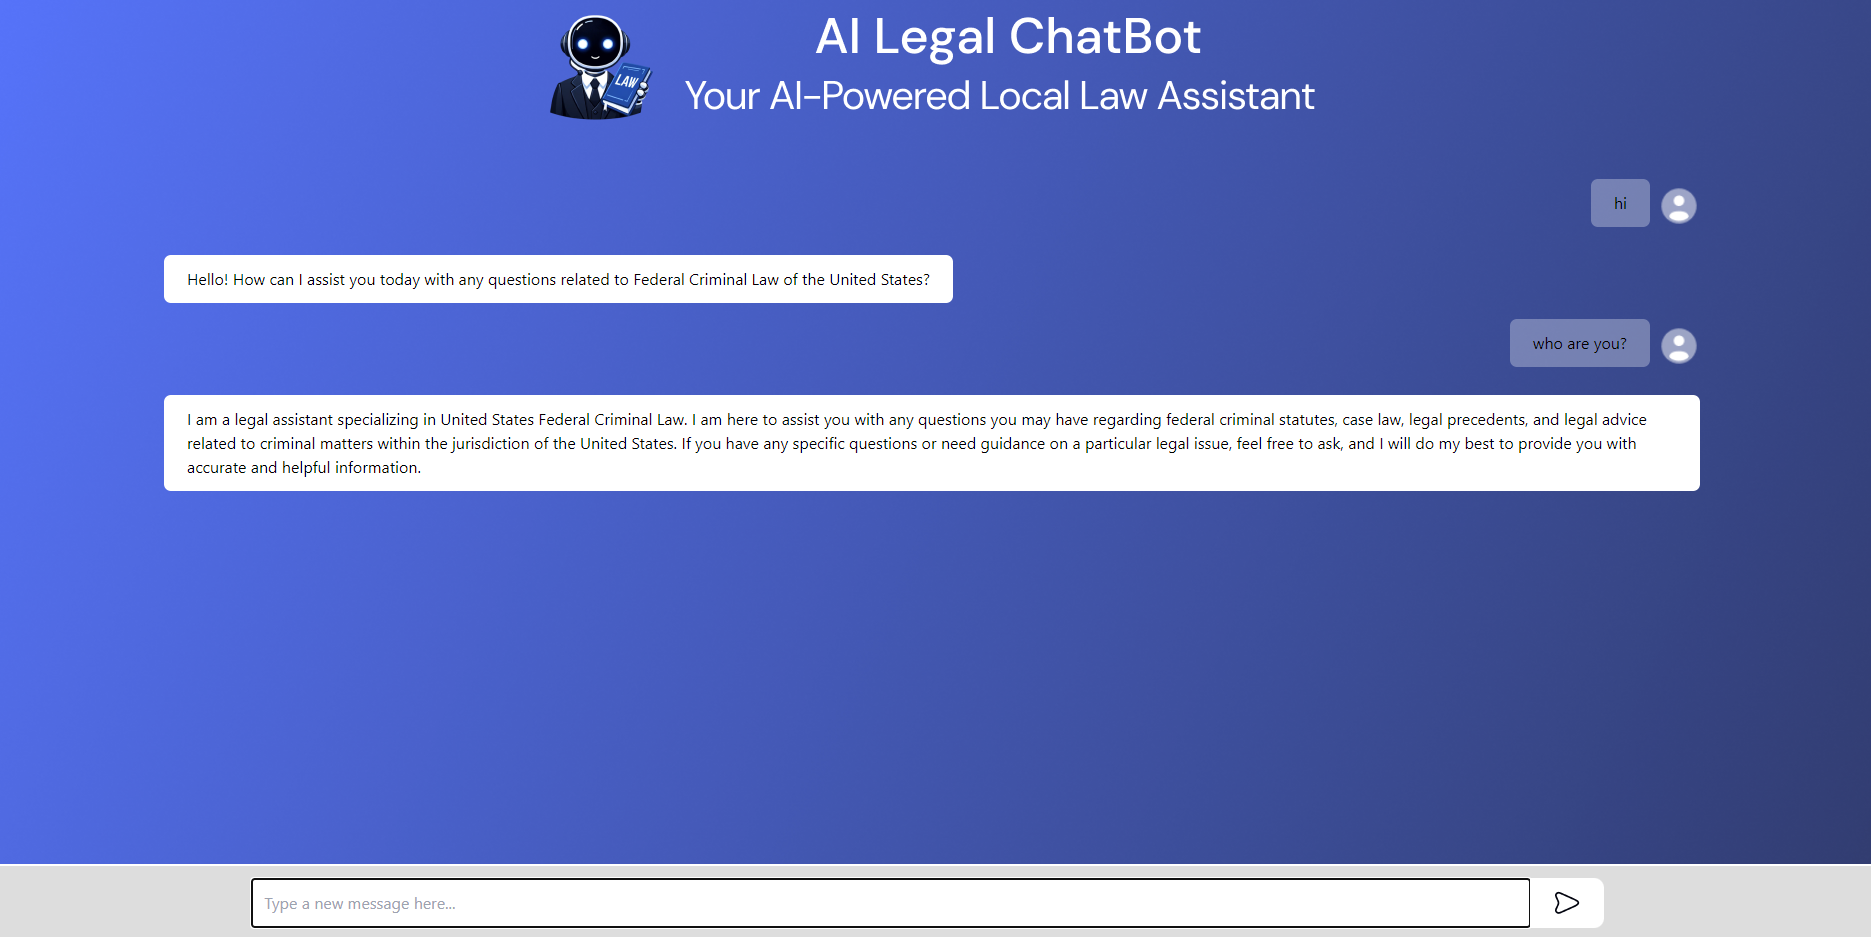 AI Legal ChatBot
LAW
Your AI-Powered Local Law Assistant
hi
Hello! How can I assist you today with any questions related to Federal Criminal Law of the United States?
who are you?
I am a legal assistant specializing in United States Federal Criminal Law. I am here to assist you with any questions you may have regarding federal criminal statutes, case law, legal precedents, and legal advice
related to criminal matters within the jurisdiction of the United States. If you have any specific questions or need guidance on a particular legal issue, feel free to ask, and I will do my best to provide you with
accurate and helpful information.
Type a new message here...